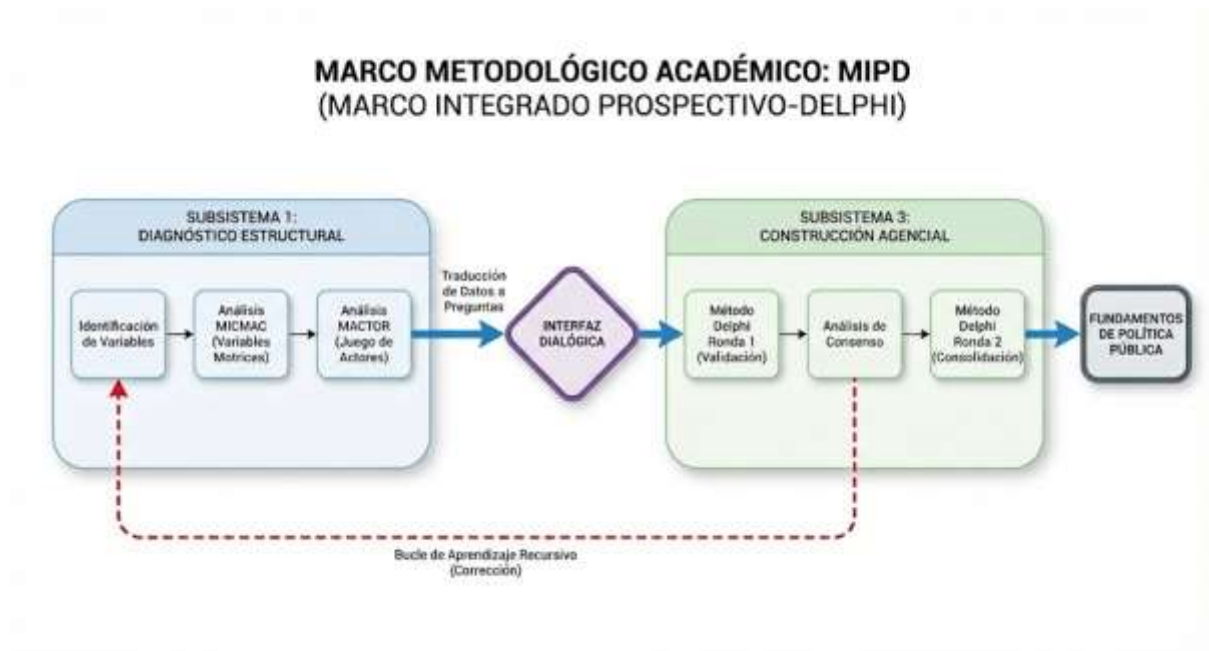 MARCO METODOLÓGICO ACADÉMICO: MIPD
(MARCO INTEGRADO PROSPECTIVO-DELPHI)
SUBSISTEMA 1:
DIAGNÓSTICO ESTRUCTURAL
Identificación
de Variables
Análisis
MICMAC
(Variables
Motrices)
Análisis
MACTOR
(Juego de
Actores)
Traducción
de Datos a
Preguntas
INTERFAZ
DIALÓGICA
SUBSISTEMA 3:
CONSTRUCCIÓN AGENCIAL
Método
Delphi
Ronda 1
(Validación)
Análisis de
Consenso
Método
Delphi
Ronda 2
(Consolidación)
FUNDAMENTOS
DE POLÍTICA
PÚBLICA
Bucle de Aprendizaje Recursivo
(Corrección)